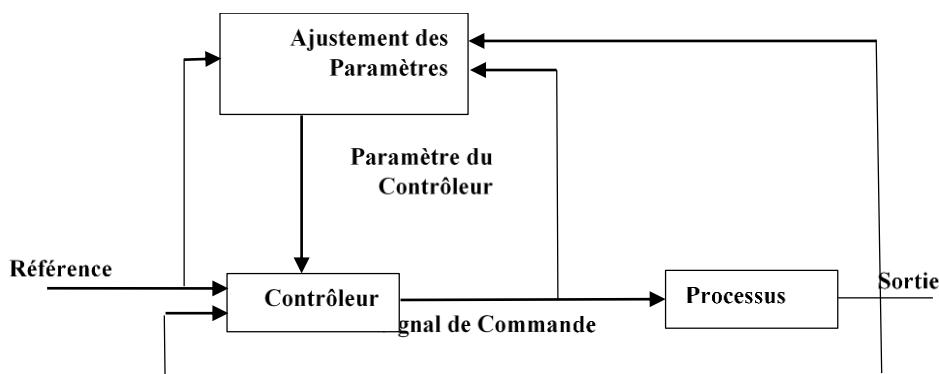 Ajustement des
Paramètres
Paramètre du
Contrôleur
Référence
Contrôleur
Processus
Sortie
gnal de Commande